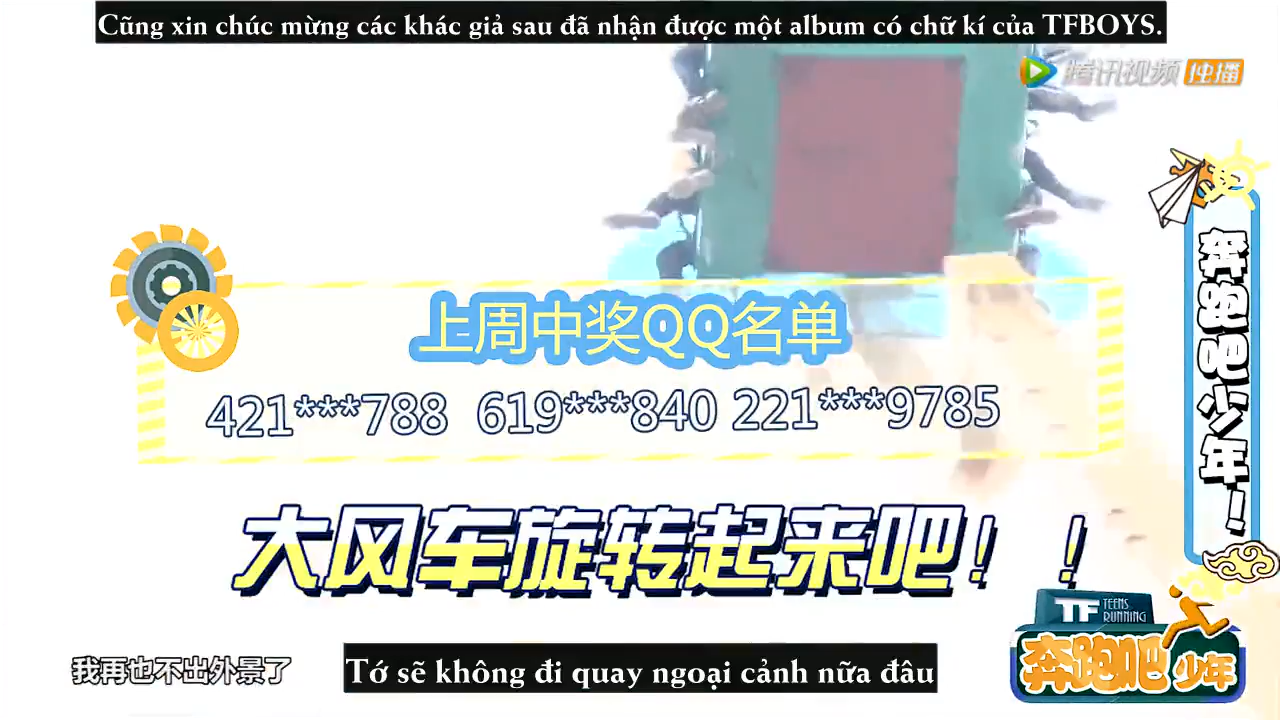 Cũng xin chúc mừng các khác giả sau đã nhận được một album có chữ kí của TFBOYS.
腾讯视频 独播
上周中奖QQ名单
421***788 619***840 221***9785
奔跑吧少年！
大风车旋转起来吧！！
TF TEENS RUNNING
奔跑吧少年
我再也不出外景了
Tớ sẽ không đi quay ngoại cảnh nữa đâu